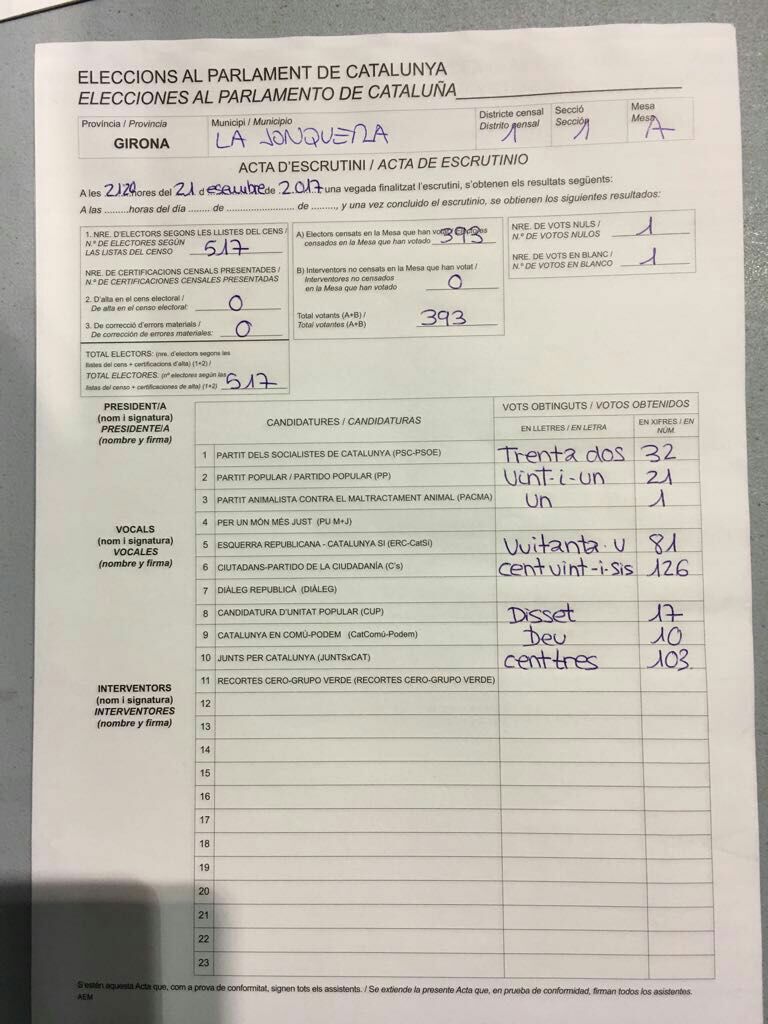 ELECCIONS AL PARLAMENT DE CATALUNYA
ELECCIONES AL PARLAMENTO DE CATALUÑA
Província / Provincia
GIRONA
Municipi / Municipio
LA JONQUERA
Districte censal
Distrito censal
1
Secció
Sección
1
Mesa
Mesa
A
ACTA D'ESCRUTINI / ACTA DE ESCRUTINIO
A les 21:24 hores del 21 d desembre de 2.017 una vegada finalitzat l'escrutini, s'obtenen els resultats següents:
A las .........horas del día ........ de ......................... de .........., y una vez concluido el escrutinio, se obtienen los siguientes resultados:
1. NRE. D'ELECTORS SEGONS LES LLISTES DEL CENS /
N.º DE ELECTORES SEGÚN
LAS LISTAS DEL CENSO 517
NRE. DE CERTIFICACIONS CENSALS PRESENTADES /
N.º DE CERTIFICACIONES CENSALES PRESENTADAS
2. D'alta en el cens electoral /
De alta en el censo electoral: 0
3. De correcció d'errors materials /
De corrección de errores materiales: 0
TOTAL ELECTORS: (nre. d'electors segons les
llistes del cens + certificacions d'alta) (1+2) /
TOTAL ELECTORES: (nº electores según las
listas del censo + certificaciones de alta) (1+2) 517
A) Electors censats en la Mesa que han votat / Electores
censados en la Mesa que han votado 393
B) Interventors no censats en la Mesa que han votat /
Interventores no censados
en la Mesa que han votado 0
Total votants (A+B) /
Total votantes (A+B) 393
NRE. DE VOTS NULS /
N.º DE VOTOS NULOS 1
NRE. DE VOTS EN BLANC /
N.º DE VOTOS EN BLANCO 1
PRESIDENT/A
(nom i signatura)
PRESIDENTE/A
(nombre y firma)
VOCALS
(nom i signatura)
VOCALES
(nombre y firma)
INTERVENTORS
(nom i signatura)
INTERVENTORES
(nombre y firma)
CANDIDATURES / CANDIDATURAS
VOTS OBTINGUTS / VOTOS OBTENIDOS
EN LLETRES / EN LETRA
EN XIFRES / EN
NÚM.
1 PARTIT DELS SOCIALISTES DE CATALUNYA (PSC-PSOE) Trenta dos 32
2 PARTIT POPULAR / PARTIDO POPULAR (PP) Vint-i-un 21
3 PARTIT ANIMALISTA CONTRA EL MALTRACTAMENT ANIMAL (PACMA) Un 1
4 PER UN MÓN MÉS JUST (PU M+J)
5 ESQUERRA REPUBLICANA - CATALUNYA SI (ERC-CatSi) Vuitanta-u 81
6 CIUTADANS-PARTIDO DE LA CIUDADANÍA (C's) centvint-i-sis 126
7 DIÀLEG REPUBLICÀ (DIÀLEG)
8 CANDIDATURA D'UNITAT POPULAR (CUP) Disset 17
9 CATALUNYA EN COMÚ-PODEM (CatComú-Podem) Deu 10
10 JUNTS PER CATALUNYA (JUNTSxCAT) centtres 103
11 RECORTES CERO-GRUPO VERDE (RECORTES CERO-GRUPO VERDE)
12
13
14
15
16
17
18
19
20
21
22
23
S'estén aquesta Acta que, com a prova de conformitat, signen tots els assistents. / Se extiende la presente Acta que, en prueba de conformidad, firman todos los asistentes.
AEM